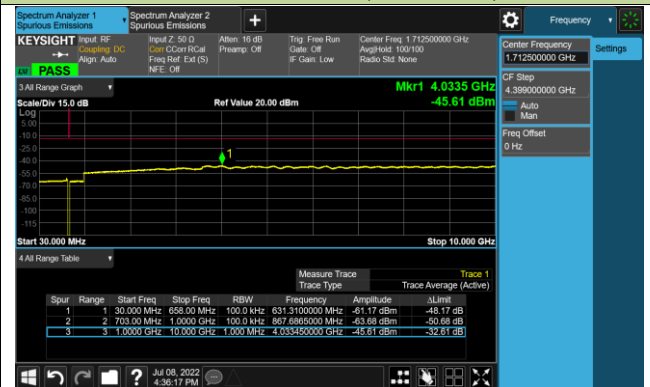 Spectrum Analyzer 1
Spurious Emissions
Spectrum Analyzer 2
Spurious Emissions
Frequency
KEYSIGHT
Input: RF
Coupling: DC
Align: Auto
Input Z: 50 Ω
Corr CCorr RCal
Freq Ref: Ext (S)
NFE: Off
Atten: 16 dB
Preamp: Off
Trig: Free Run
Gate: Off
IF Gain: Low
Center Freq: 1.712500000 GHz
Avg|Hold: 100/100
Radio Std: None
PASS
Center Frequency
1.712500000 GHz
Settings
CF Step
4.399000000 GHz
Auto
Man
Freq Offset
0 Hz
3 All Range Graph
Mkr1 4.0335 GHz
-45.61 dBm
Scale/Div 15.0 dB
Ref Value 20.00 dBm
Log
5.00
-10.0
-25.0
-40.0
-55.0
-70.0
-85.0
-100
-115
1
Start 30.000 MHz
Stop 10.000 GHz
4 All Range Table
Measure Trace Trace 1
Trace Type Trace Average (Active)
Spur Range Start Freq Stop Freq RBW Frequency Amplitude ΔLimit
1 1 30.000 MHz 658.00 MHz 100.0 kHz 631.3100000 MHz -61.17 dBm -48.17 dB
2 2 703.00 MHz 1.0000 GHz 100.0 kHz 867.6865000 MHz -63.68 dBm -50.68 dB
3 3 1.0000 GHz 10.000 GHz 1.000 MHz 4.033450000 GHz -45.61 dBm -32.61 dB
Jul 08, 2022
4:36:17 PM